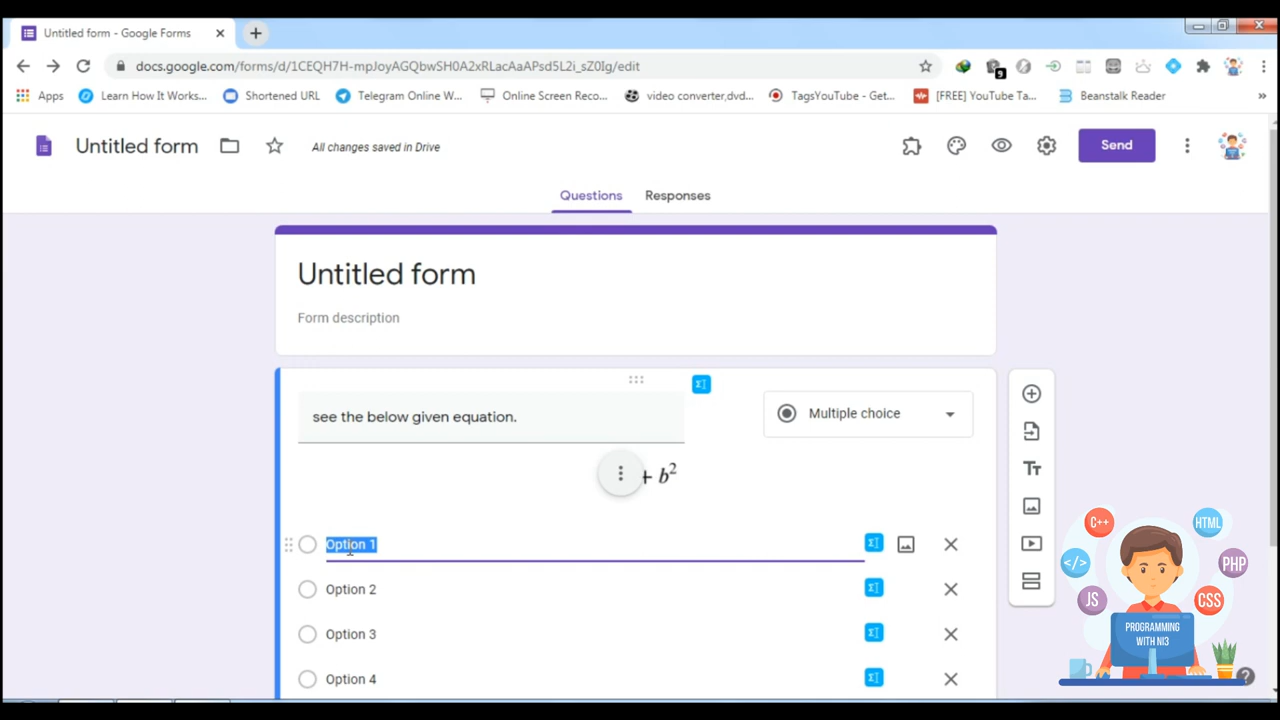 Untitled form - Google Forms
docs.google.com/forms/d/1CEQH7H-mpJoyAGQbwSH0A2xRLacAaAPsd5L2i_sZ0Ig/edit
9
Apps Learn How It Works... Shortened URL Telegram Online W... Online Screen Reco... video converter,dvd... TagsYouTube - Get... [FREE] YouTube Ta... Beanstalk Reader »
Untitled form All changes saved in Drive Send
Questions Responses
Untitled form
Form description
see the below given equation. Σ Multiple choice
+ b²
Option 1 Σ
Option 2 Σ
Option 3 Σ
Option 4 Σ
Tт
C++ HTML
</> PHP
JS CSS
PROGRAMMING
WITH NI3